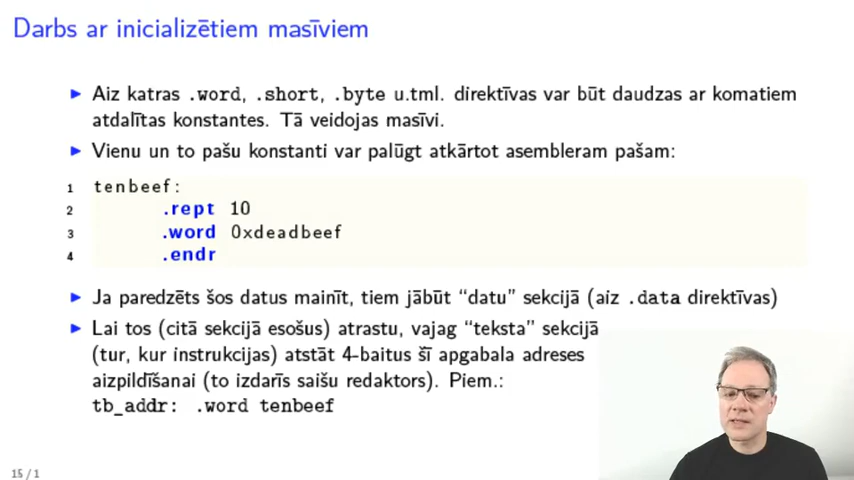 Darbs ar inicializētiem masīviem
Aiz katras .word, .short, .byte u.tml. direktīvas var būt daudzas ar komatiem
atdalītas konstantes. Tā veidojas masīvi.
Vienu un to pašu konstanti var palūgt atkārtot asembleram pašam:
1 tenbeef:
2 .rept 10
3 .word 0xdeadbeef
4 .endr
Ja paredzēts šos datus mainīt, tiem jābūt “datu” sekcijā (aiz .data direktīvas)
Lai tos (citā sekcijā esošus) atrastu, vajag “teksta” sekcijā
(tur, kur instrukcijas) atstāt 4-baitus šī apgabala adreses
aizpildīšanai (to izdarīs saišu redaktors). Piem.:
tb_addr: .word tenbeef
15 / 1